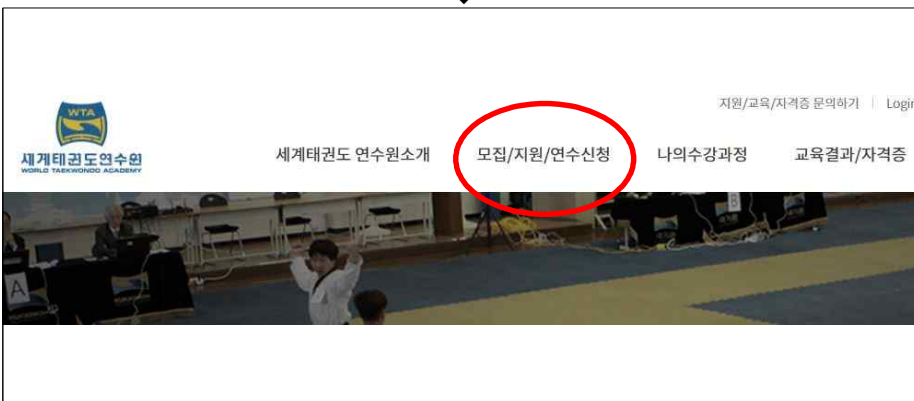 지원/교육/자격증 문의하기 | Login
WTA
세계태권도연수원
WORLD TAEKWONDO ACADEMY
세계태권도 연수원소개 모집/지원/연수신청 나의수강과정 교육결과/자격증
A
B